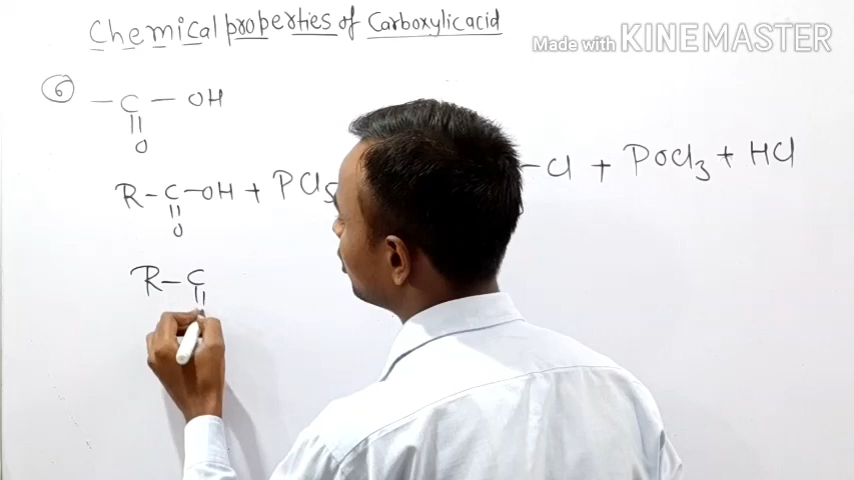 Chemical properties of Carboxylic acid
Made with KINEMASTER
6
— C — OH
||
O
R — C — OH + PCl5 — Cl + POCl3 + HCl
||
O
R — C
||